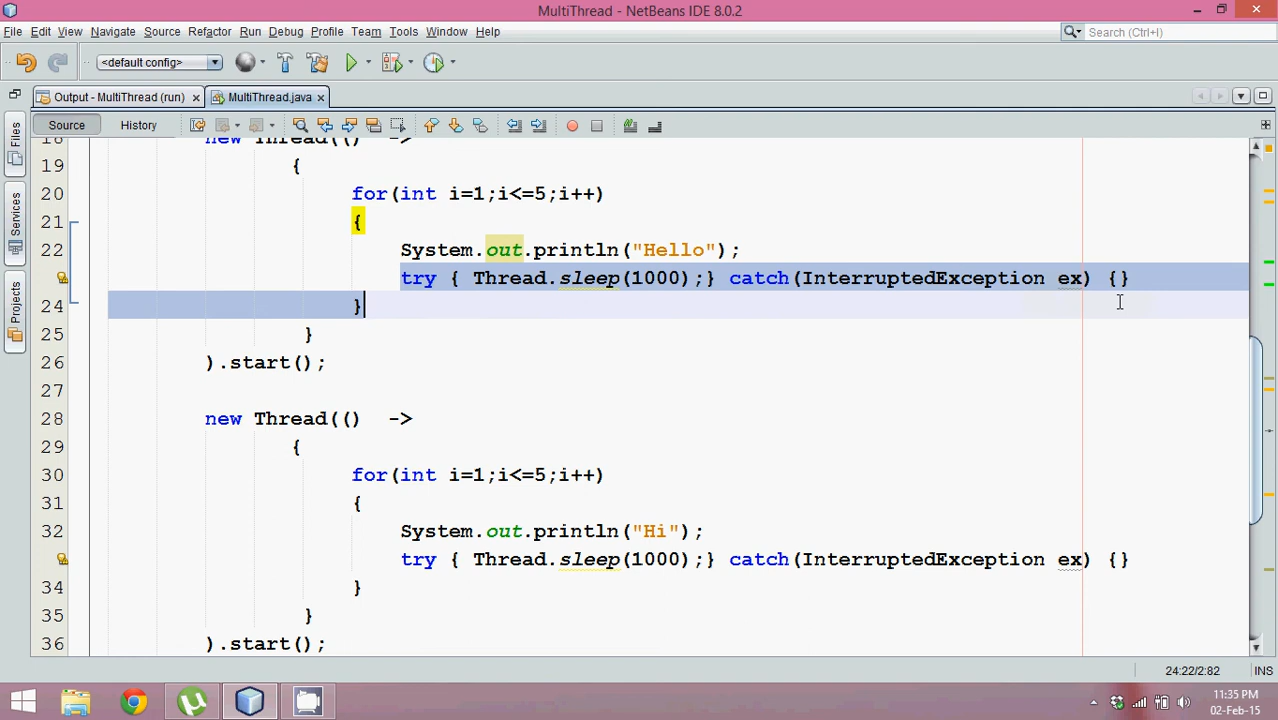 MultiThread - NetBeans IDE 8.0.2
File Edit View Navigate Source Refactor Run Debug Profile Team Tools Window Help
Search (Ctrl+I)
<default config>
Output - MultiThread (run) MultiThread.java
Source History
Files
Services
Projects
18 new Thread(() ->
19 {
20 for(int i=1;i<=5;i++)
21 {
22 System.out.println("Hello");
try { Thread.sleep(1000);} catch(InterruptedException ex) {}
24 }
25 }
26 ).start();
27
28 new Thread(() ->
29 {
30 for(int i=1;i<=5;i++)
31 {
32 System.out.println("Hi");
try { Thread.sleep(1000);} catch(InterruptedException ex) {}
34 }
35 }
36 ).start();
24:22/2:82 INS
11:35 PM
02-Feb-15